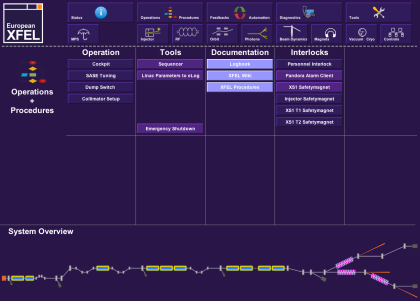 European
XFEL
Status
Operations Procedures
Feedbacks Automation
Diagnostics
Tools
MPS
Injector RF
Orbit Photons
Beam Dynamics Magnets
Vacuum Cryo Controls
Operations
+
Procedures
Operation Tools Documentation Interlocks
Cockpit Sequencer Logbook Personnel Interlock
SASE Tuning Linac Parameters to eLog XFEL Wiki Pandora Alarm Client
Dump Switch XFEL Procedures XS1 Safetymagnet
Collimator Setup Injector Safetymagnet
XS1 T1 Safetymagnet
Emergency Shutdown XS1 T2 Safetymagnet
System Overview